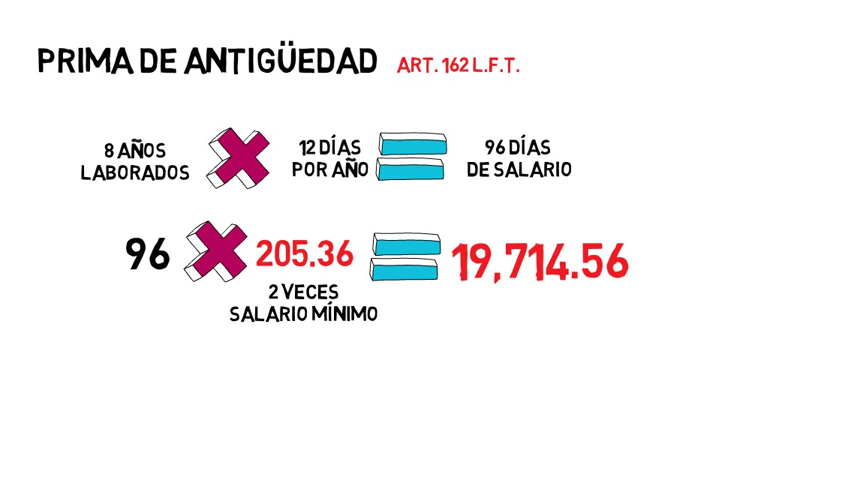 PRIMA DE ANTIGÜEDAD ART. 162 L.F.T.
8 AÑOS 12 DÍAS 96 DÍAS
LABORADOS POR AÑO DE SALARIO
96 205.36 19,714.56
2 VECES
SALARIO MÍNIMO